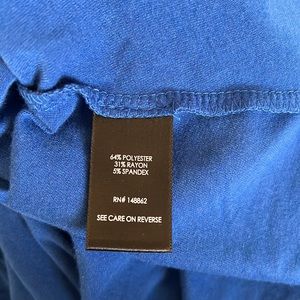 64% POLYESTER
31% RAYON
5% SPANDEX
RN# 148862
SEE CARE ON REVERSE